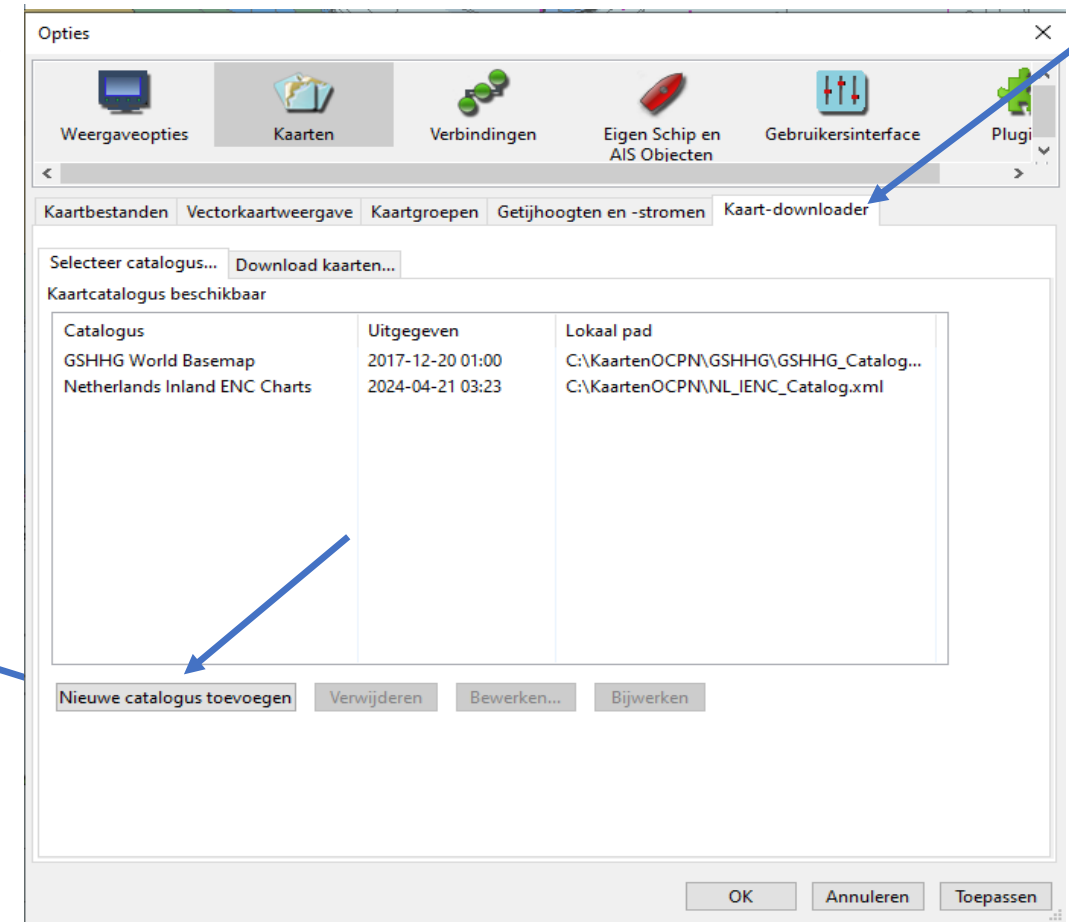 Opties
Weergaveopties
Kaarten
Verbindingen
Eigen Schip en
AIS Objecten
Gebruikersinterface
Plugi
Kaartbestanden
Vectorkaartweergave
Kaartgroepen
Getijhoogten en -stromen
Kaart-downloader
Selecteer catalogus...
Download kaarten...
Kaartcatalogus beschikbaar
Catalogus Uitgegeven Lokaal pad
GSHHG World Basemap 2017-12-20 01:00 C:\KaartenOCPN\GSHHG\GSHHG_Catalog...
Netherlands Inland ENC Charts 2024-04-21 03:23 C:\KaartenOCPN\NL_IENC_Catalog.xml
Nieuwe catalogus toevoegen
Verwijderen
Bewerken...
Bijwerken
OK
Annuleren
Toepassen